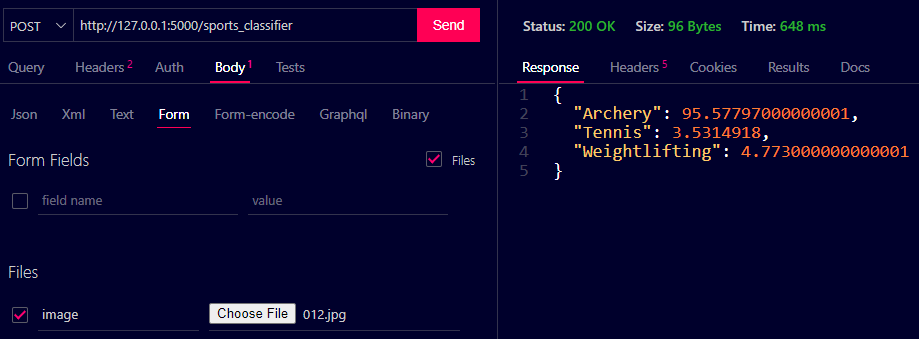 POST http://127.0.0.1:5000/sports_classifier Send
Query Headers 2 Auth Body 1 Tests
Json Xml Text Form Form-encode Graphql Binary
Form Fields Files
field name value
Files
image Choose File 012.jpg
Status: 200 OK Size: 96 Bytes Time: 648 ms
Response Headers 5 Cookies Results Docs
1 {
2 "Archery": 95.57797000000001,
3 "Tennis": 3.5314918,
4 "Weightlifting": 4.773000000000001
5 }